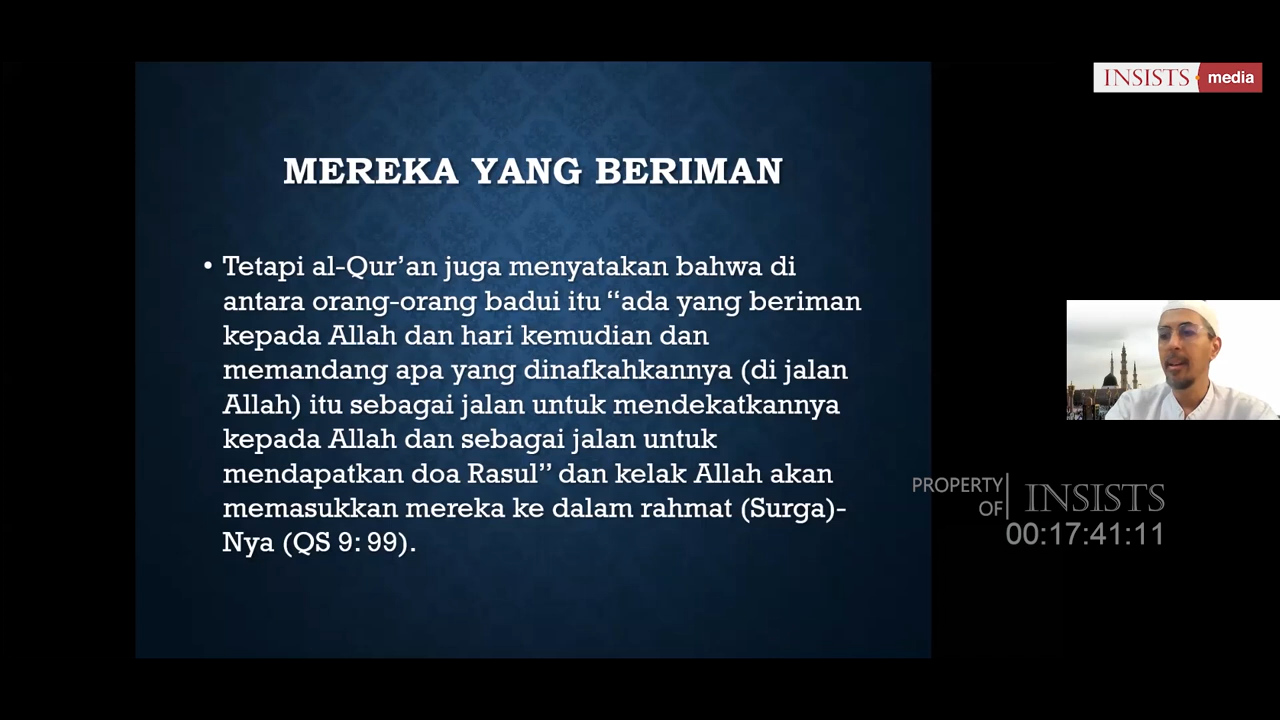 INSISTS media
MEREKA YANG BERIMAN
• Tetapi al-Qur’an juga menyatakan bahwa di
antara orang-orang badui itu “ada yang beriman
kepada Allah dan hari kemudian dan
memandang apa yang dinafkahkannya (di jalan
Allah) itu sebagai jalan untuk mendekatkannya
kepada Allah dan sebagai jalan untuk
mendapatkan doa Rasul” dan kelak Allah akan
memasukkan mereka ke dalam rahmat (Surga)-
Nya (QS 9: 99).
PROPERTY OF INSISTS
00:17:41:11